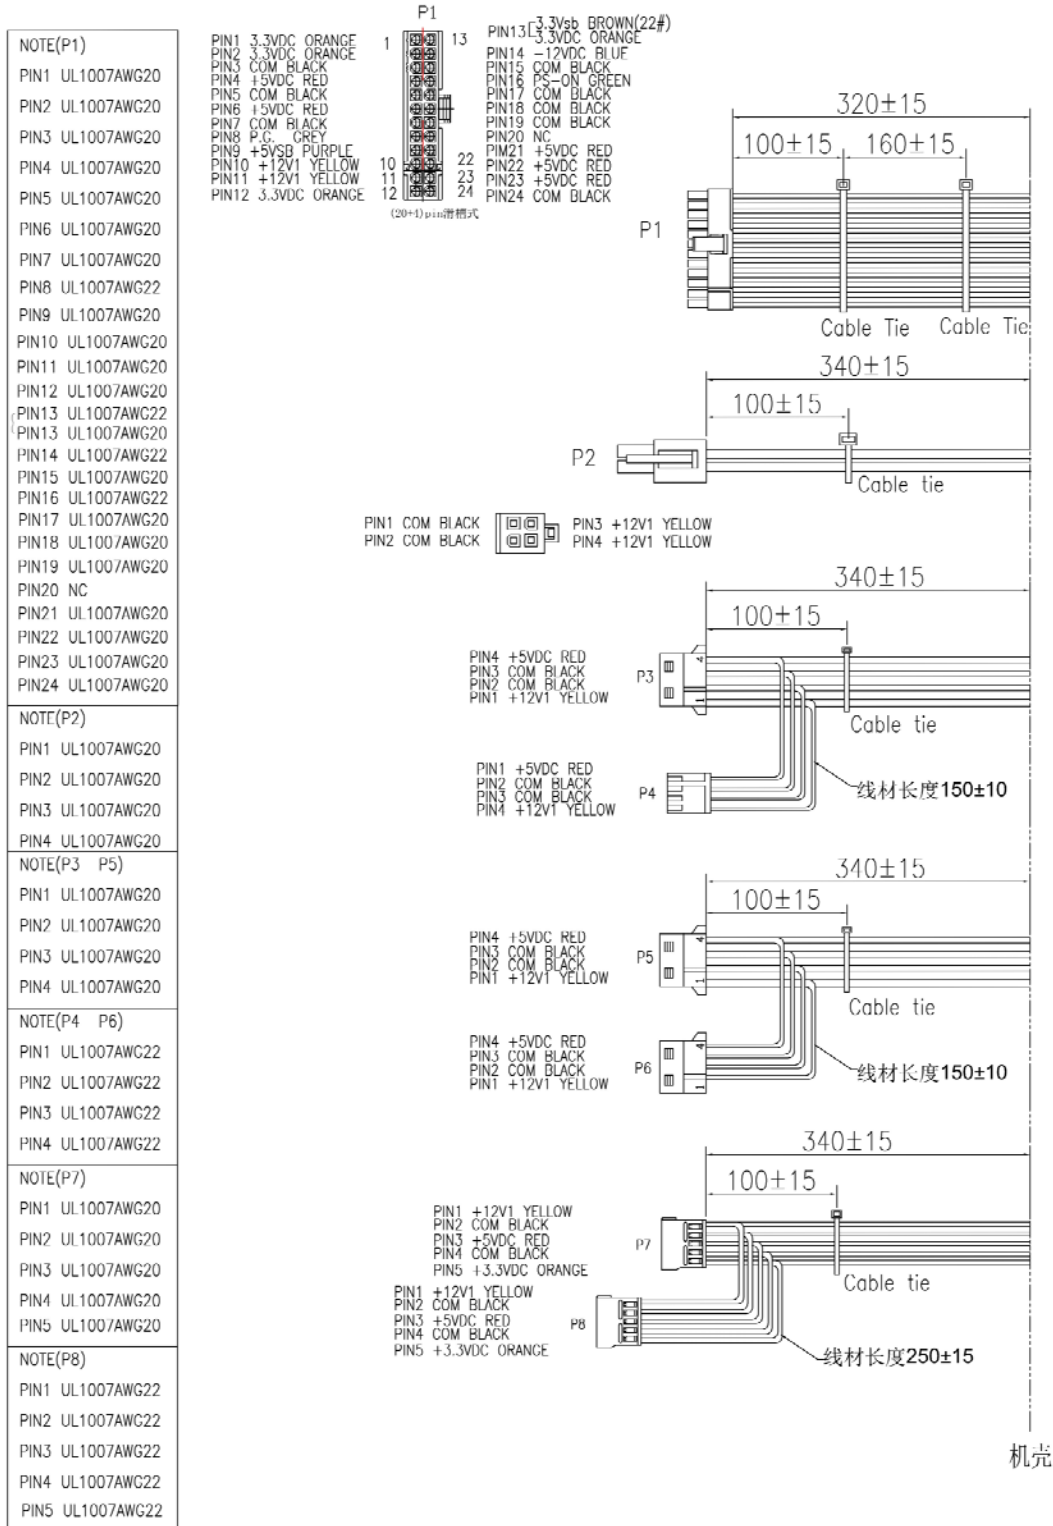 NOTE(P1)
PIN1 UL1007AWG20
PIN2 UL1007AWG20
PIN3 UL1007AWG20
PIN4 UL1007AWG20
PIN5 UL1007AWG20
PIN6 UL1007AWG20
PIN7 UL1007AWG20
PIN8 UL1007AWG22
PIN9 UL1007AWG20
PIN10 UL1007AWG20
PIN11 UL1007AWG20
PIN12 UL1007AWG20
PIN13 UL1007AWG22
PIN13 UL1007AWG20
PIN14 UL1007AWG22
PIN15 UL1007AWG20
PIN16 UL1007AWG22
PIN17 UL1007AWG20
PIN18 UL1007AWG20
PIN19 UL1007AWG20
PIN20 NC
PIN21 UL1007AWG20
PIN22 UL1007AWG20
PIN23 UL1007AWG20
PIN24 UL1007AWG20
NOTE(P2)
PIN1 UL1007AWG20
PIN2 UL1007AWG20
PIN3 UL1007AWG20
PIN4 UL1007AWG20
NOTE(P3 P5)
PIN1 UL1007AWG20
PIN2 UL1007AWG20
PIN3 UL1007AWG20
PIN4 UL1007AWG20
NOTE(P4 P6)
PIN1 UL1007AWG22
PIN2 UL1007AWG22
PIN3 UL1007AWG22
PIN4 UL1007AWG22
NOTE(P7)
PIN1 UL1007AWG20
PIN2 UL1007AWG20
PIN3 UL1007AWG20
PIN4 UL1007AWG20
PIN5 UL1007AWG20
NOTE(P8)
PIN1 UL1007AWG22
PIN2 UL1007AWG22
PIN3 UL1007AWG22
PIN4 UL1007AWG22
PIN5 UL1007AWG22
P1
PIN1 3.3VDC ORANGE
PIN2 3.3VDC ORANGE
PIN3 COM BLACK
PIN4 +5VDC RED
PIN5 COM BLACK
PIN6 +5VDC RED
PIN7 COM BLACK
PIN8 P.G. GREY
PIN9 +5VSB PURPLE
PIN10 +12V1 YELLOW
PIN11 +12V1 YELLOW
PIN12 3.3VDC ORANGE
1
10
11
12
13
22
23
24
(20+4)pin滑槽式
PIN13 3.3Vsb BROWN(22#)
3.3VDC ORANGE
PIN14 -12VDC BLUE
PIN15 COM BLACK
PIN16 PS-ON GREEN
PIN17 COM BLACK
PIN18 COM BLACK
PIN19 COM BLACK
PIN20 NC
PIM21 +5VDC RED
PIN22 +5VDC RED
PIN23 +5VDC RED
PIN24 COM BLACK
320±15
100±15
160±15
P1
Cable Tie
Cable Tie
340±15
100±15
P2
Cable tie
PIN1 COM BLACK
PIN2 COM BLACK
PIN3 +12V1 YELLOW
PIN4 +12V1 YELLOW
340±15
100±15
PIN4 +5VDC RED
PIN3 COM BLACK
PIN2 COM BLACK
PIN1 +12V1 YELLOW
P3
4
1
Cable tie
PIN1 +5VDC RED
PIN2 COM BLACK
PIN3 COM BLACK
PIN4 +12V1 YELLOW
P4
线材长度150±10
340±15
100±15
PIN4 +5VDC RED
PIN3 COM BLACK
PIN2 COM BLACK
PIN1 +12V1 YELLOW
P5
4
1
Cable tie
PIN4 +5VDC RED
PIN3 COM BLACK
PIN2 COM BLACK
PIN1 +12V1 YELLOW
P6
4
1
线材长度150±10
340±15
100±15
PIN1 +12V1 YELLOW
PIN2 COM BLACK
PIN3 +5VDC RED
PIN4 COM BLACK
PIN5 +3.3VDC ORANGE
P7
Cable tie
PIN1 +12V1 YELLOW
PIN2 COM BLACK
PIN3 +5VDC RED
PIN4 COM BLACK
PIN5 +3.3VDC ORANGE
P8
线材长度250±15
机壳